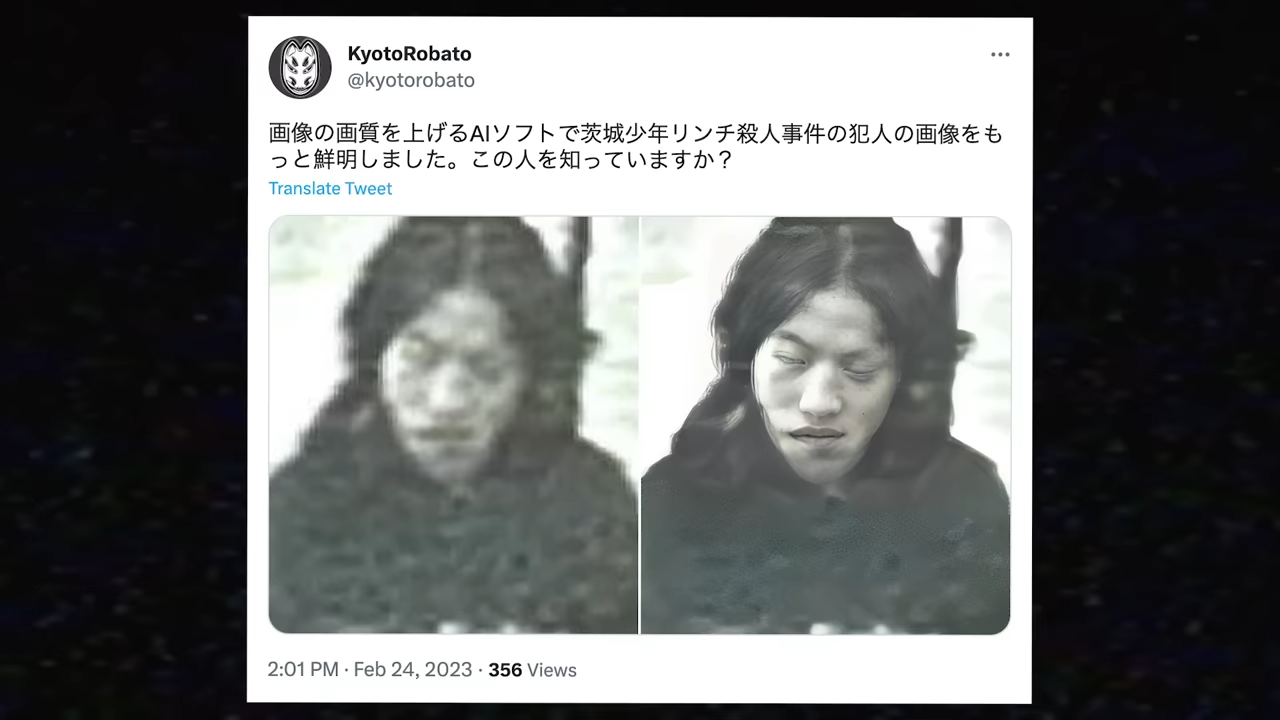 KyotoRobato
@kyotorobato
画像の画質を上げるAIソフトで茨城少年リンチ殺人事件の犯人の画像をも
っと鮮明しました。この人を知っていますか？
Translate Tweet
2:01 PM · Feb 24, 2023 · 356 Views